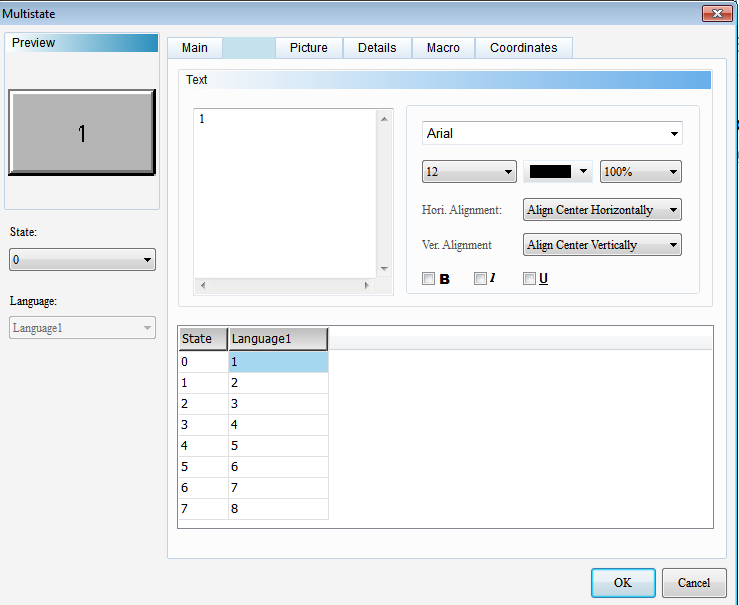 Multistate
Preview
1
State:
0
Language:
Language1
Main Picture Details Macro Coordinates
Text
1
Arial
12 100%
Hori. Alignment: Align Center Horizontally
Ver. Alignment Align Center Vertically
B I U
State Language1
0 1
1 2
2 3
3 4
4 5
5 6
6 7
7 8
OK Cancel